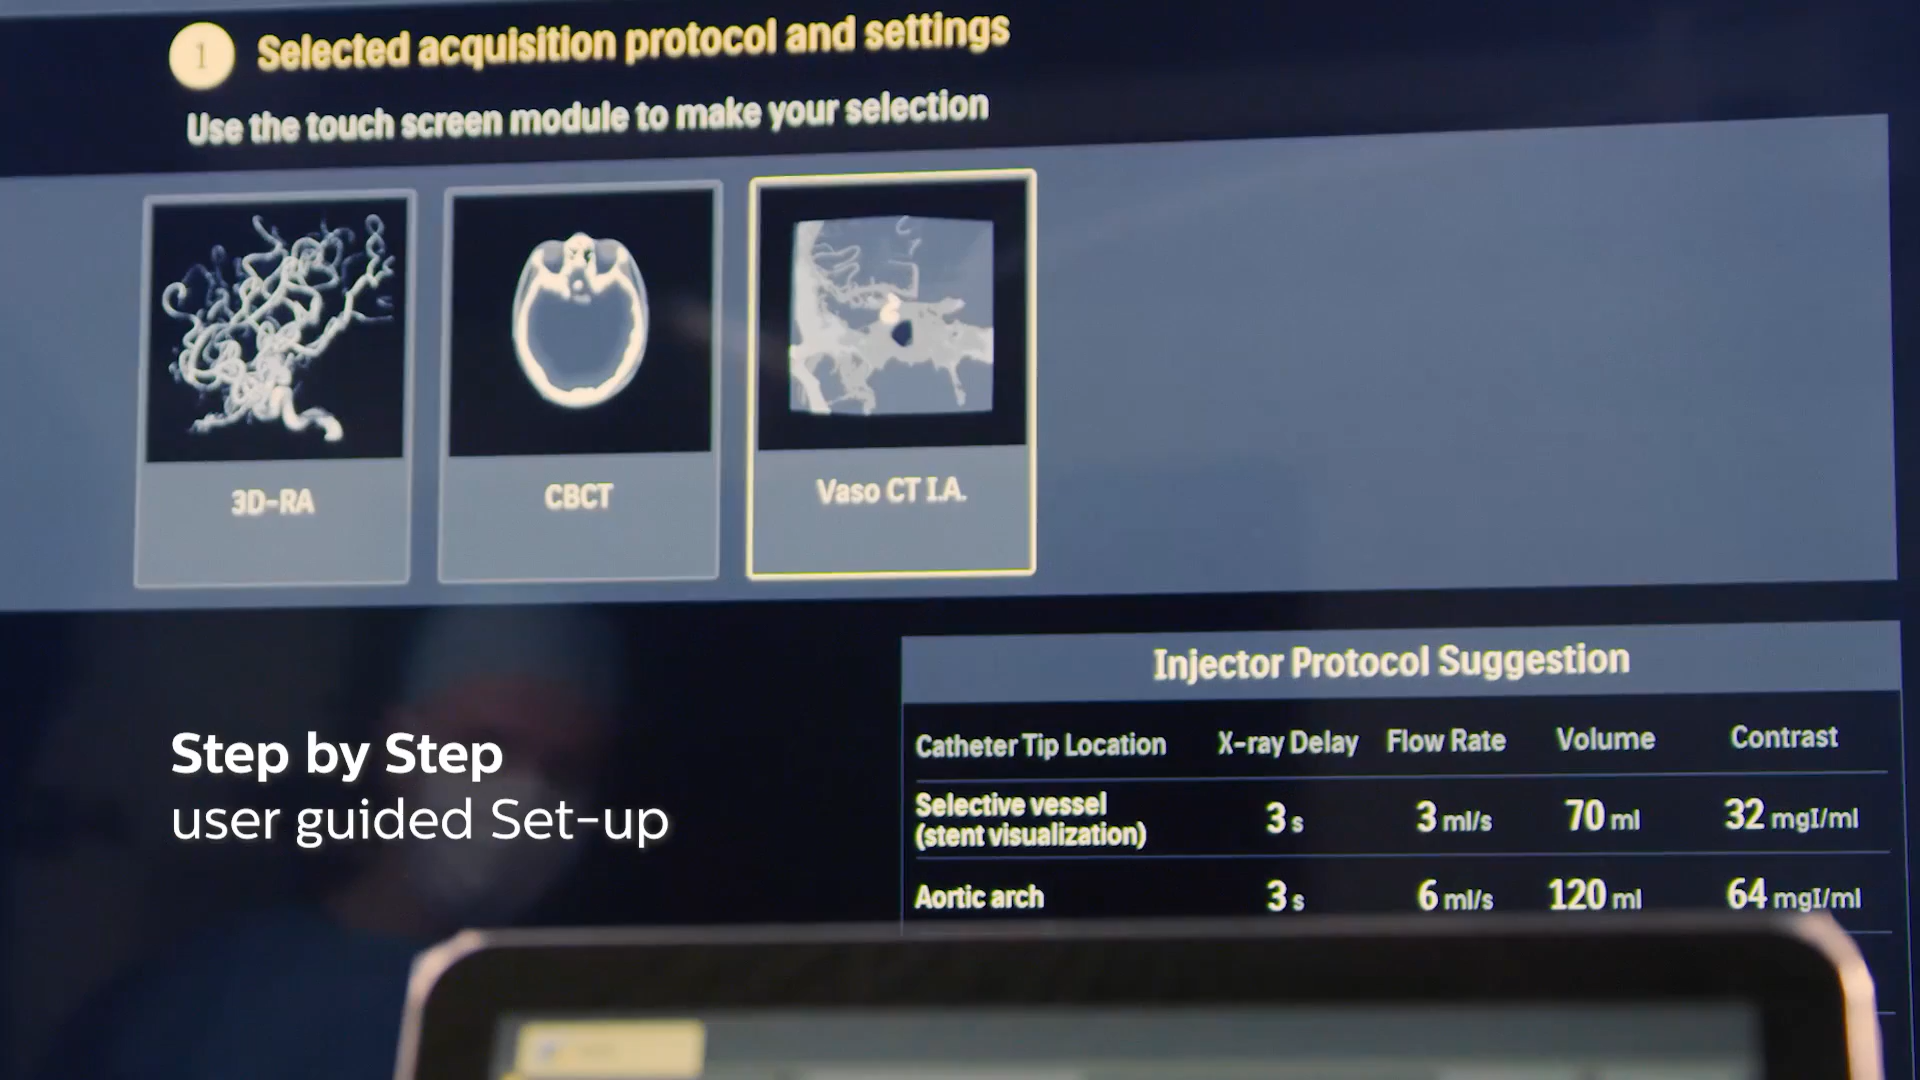 1 Selected acquisition protocol and settings
Use the touch screen module to make your selection
3D-RA
CBCT
Vaso CT I.A.
Step by Step
user guided Set-up
Injector Protocol Suggestion
Catheter Tip Location X-ray Delay Flow Rate Volume Contrast
Selective vessel
(stent visualization) 3 s 3 ml/s 70 ml 32 mgI/ml
Aortic arch 3 s 6 ml/s 120 ml 64 mgI/ml